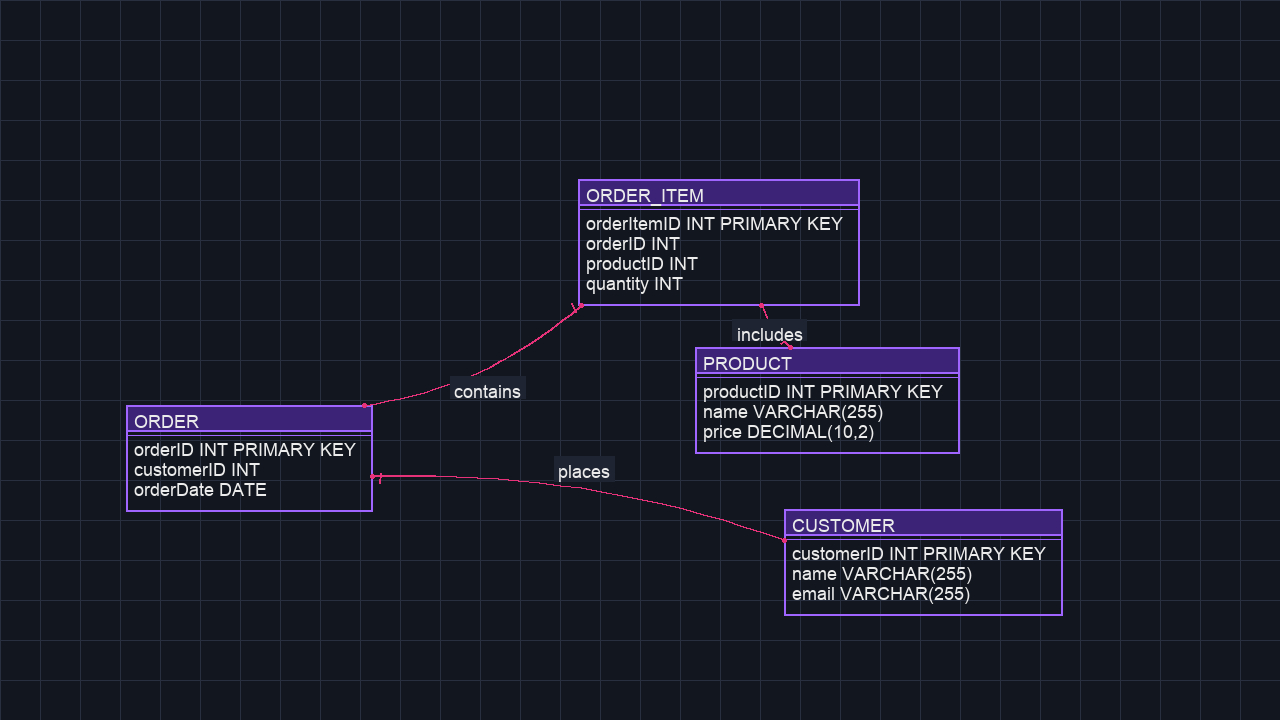 ORDER_ITEM
orderItemID INT PRIMARY KEY
orderID INT
productID INT
quantity INT
includes
PRODUCT
productID INT PRIMARY KEY
name VARCHAR(255)
price DECIMAL(10,2)
contains
ORDER
orderID INT PRIMARY KEY
customerID INT
orderDate DATE
places
CUSTOMER
customerID INT PRIMARY KEY
name VARCHAR(255)
email VARCHAR(255)